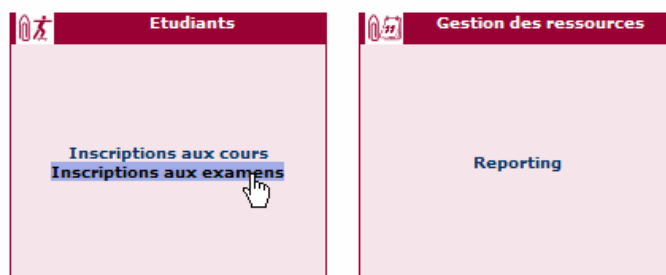 Etudiants
Inscriptions aux cours
Inscriptions aux examens
Gestion des ressources
Reporting